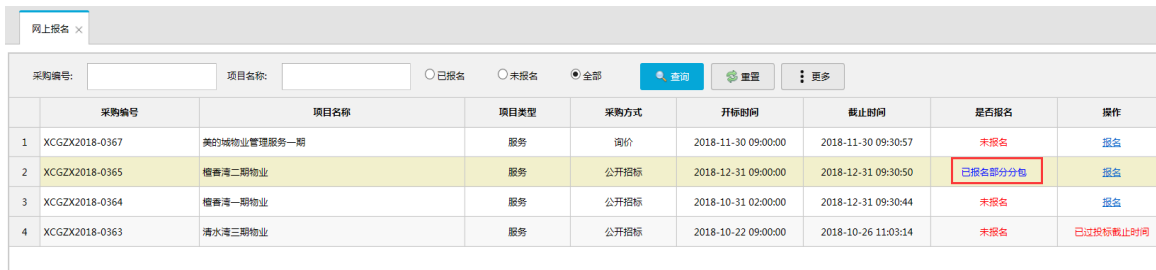 网上报名 ×
采购编号: 项目名称: 已报名 未报名 全部 查询 重置 更多
采购编号 项目名称 项目类型 采购方式 开标时间 截止时间 是否报名 操作
1 XCGZX2018-0367 美的城物业管理服务一期 服务 询价 2018-11-30 09:00:00 2018-11-30 09:30:57 未报名 报名
2 XCGZX2018-0365 檀香湾二期物业 服务 公开招标 2018-12-31 09:00:00 2018-12-31 09:30:50 已报名部分分包 报名
3 XCGZX2018-0364 檀香湾一期物业 服务 公开招标 2018-10-31 02:00:00 2018-12-31 09:30:44 未报名 报名
4 XCGZX2018-0363 清水湾三期物业 服务 公开招标 2018-10-22 09:00:00 2018-10-26 11:03:14 未报名 已过投标截止时间